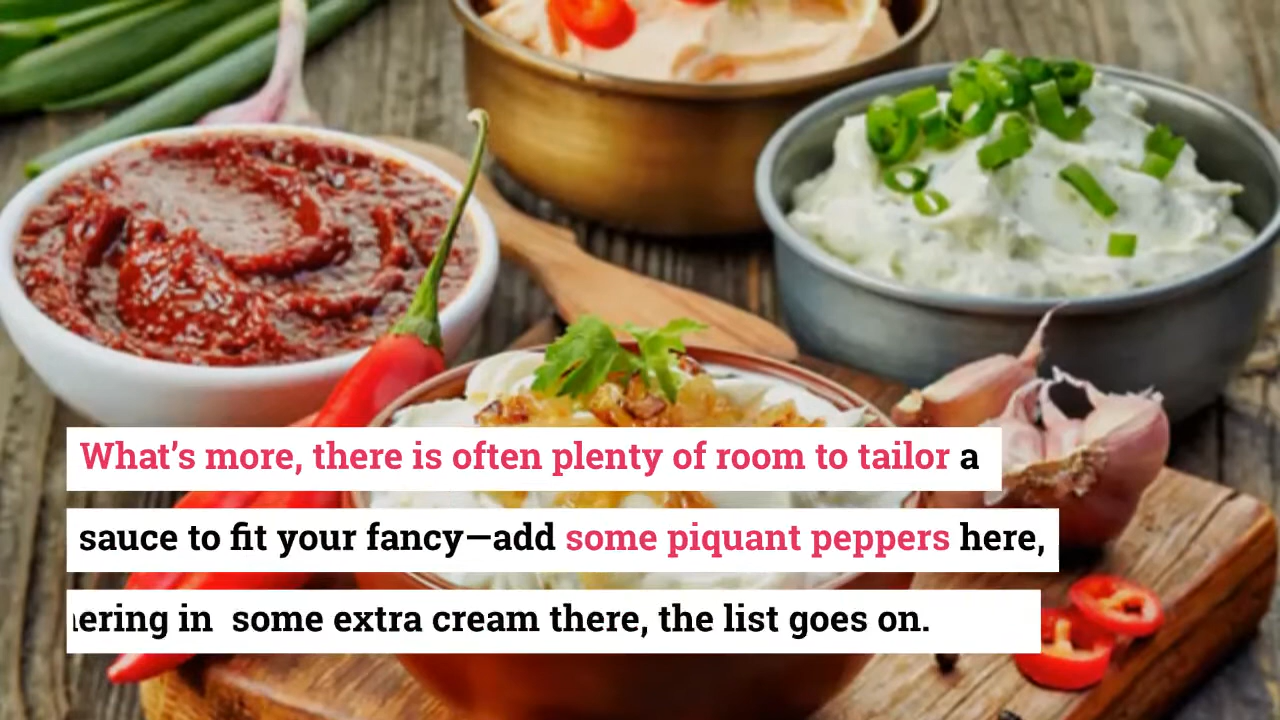 What's more, there is often plenty of room to tailor a
sauce to fit your fancy—add some piquant peppers here,
in some extra cream there, the list goes on.